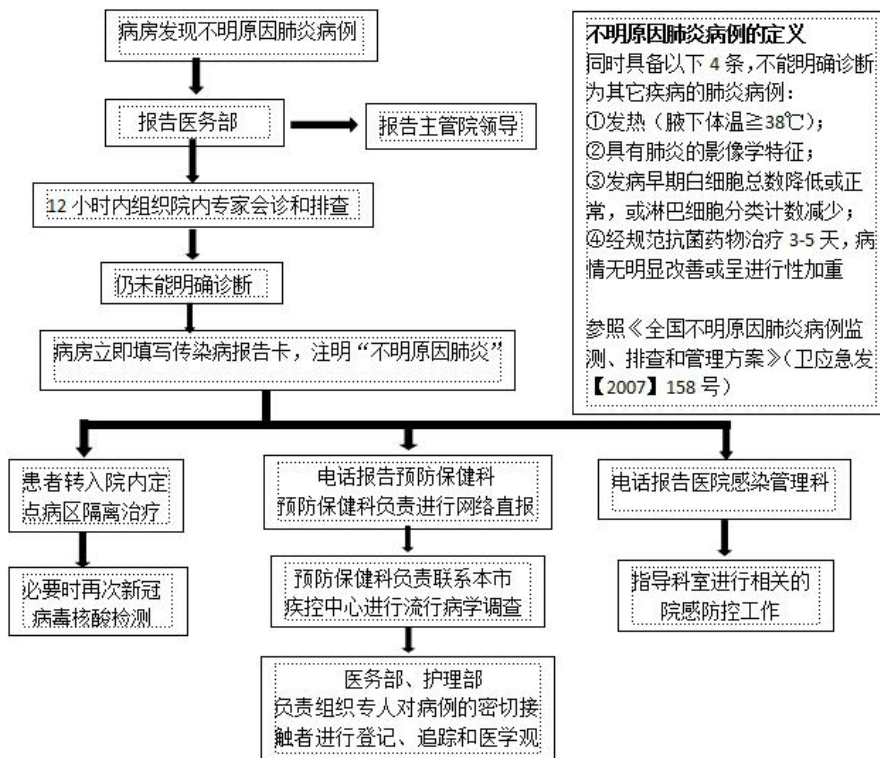 病房发现不明原因肺炎病例
报告医务部
报告主管院领导
12 小时内组织院内专家会诊和排查
仍未能明确诊断
病房立即填写传染病报告卡，注明“不明原因肺炎”
患者转入院内定
点病区隔离治疗
必要时再次新冠
病毒核酸检测
电话报告预防保健科
预防保健科负责进行网络直报
预防保健科负责联系本市
疾控中心进行流行病学调查
医务部、护理部
负责组织专人对病例的密切接
触者进行登记、追踪和医学观
电话报告医院感染管理科
指导科室进行相关的
院感防控工作
不明原因肺炎病例的定义
同时具备以下 4 条，不能明确诊断
为其它疾病的肺炎病例：
①发热（腋下体温≧38℃）；
②具有肺炎的影像学特征；
③发病早期白细胞总数降低或正
常，或淋巴细胞分类计数减少；
④经规范抗菌药物治疗 3-5 天，病
情无明显改善或呈进行性加重
参照《全国不明原因肺炎病例监
测、排查和管理方案》（卫应急发
【2007】158 号）